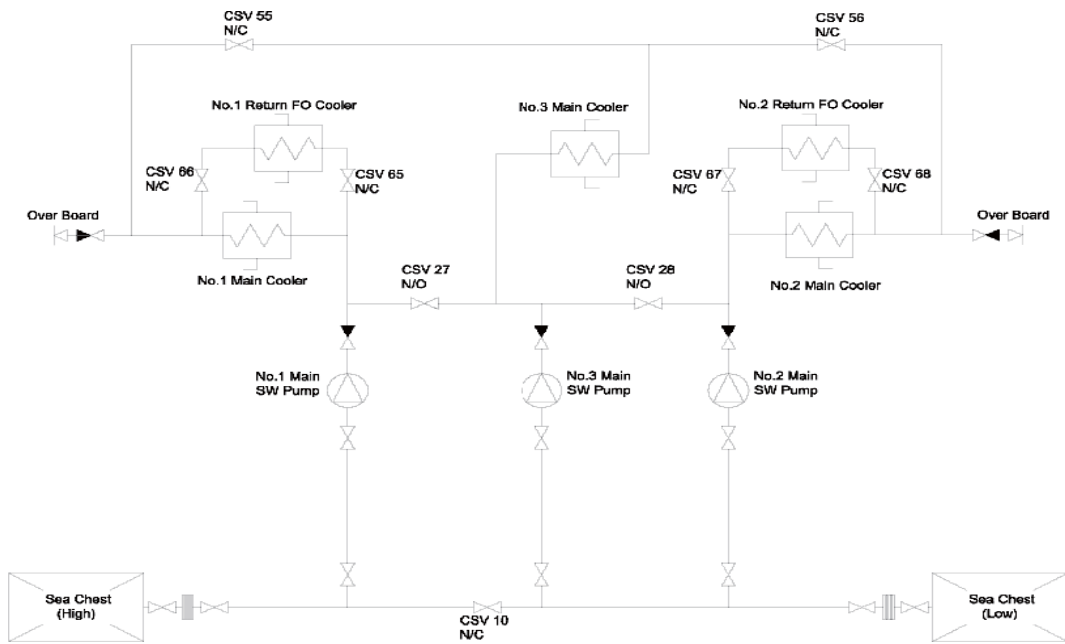 CSV 55
N/C
CSV 56
N/C
No.1 Return FO Cooler
No.3 Main Cooler
No.2 Return FO Cooler
CSV 66
N/C
CSV 65
N/C
CSV 67
N/C
CSV 68
N/C
Over Board
Over Board
No.1 Main Cooler
CSV 27
N/O
CSV 28
N/O
No.2 Main Cooler
No.1 Main
SW Pump
No.3 Main
SW Pump
No.2 Main
SW Pump
Sea Chest
(High)
CSV 10
N/C
Sea Chest
(Low)